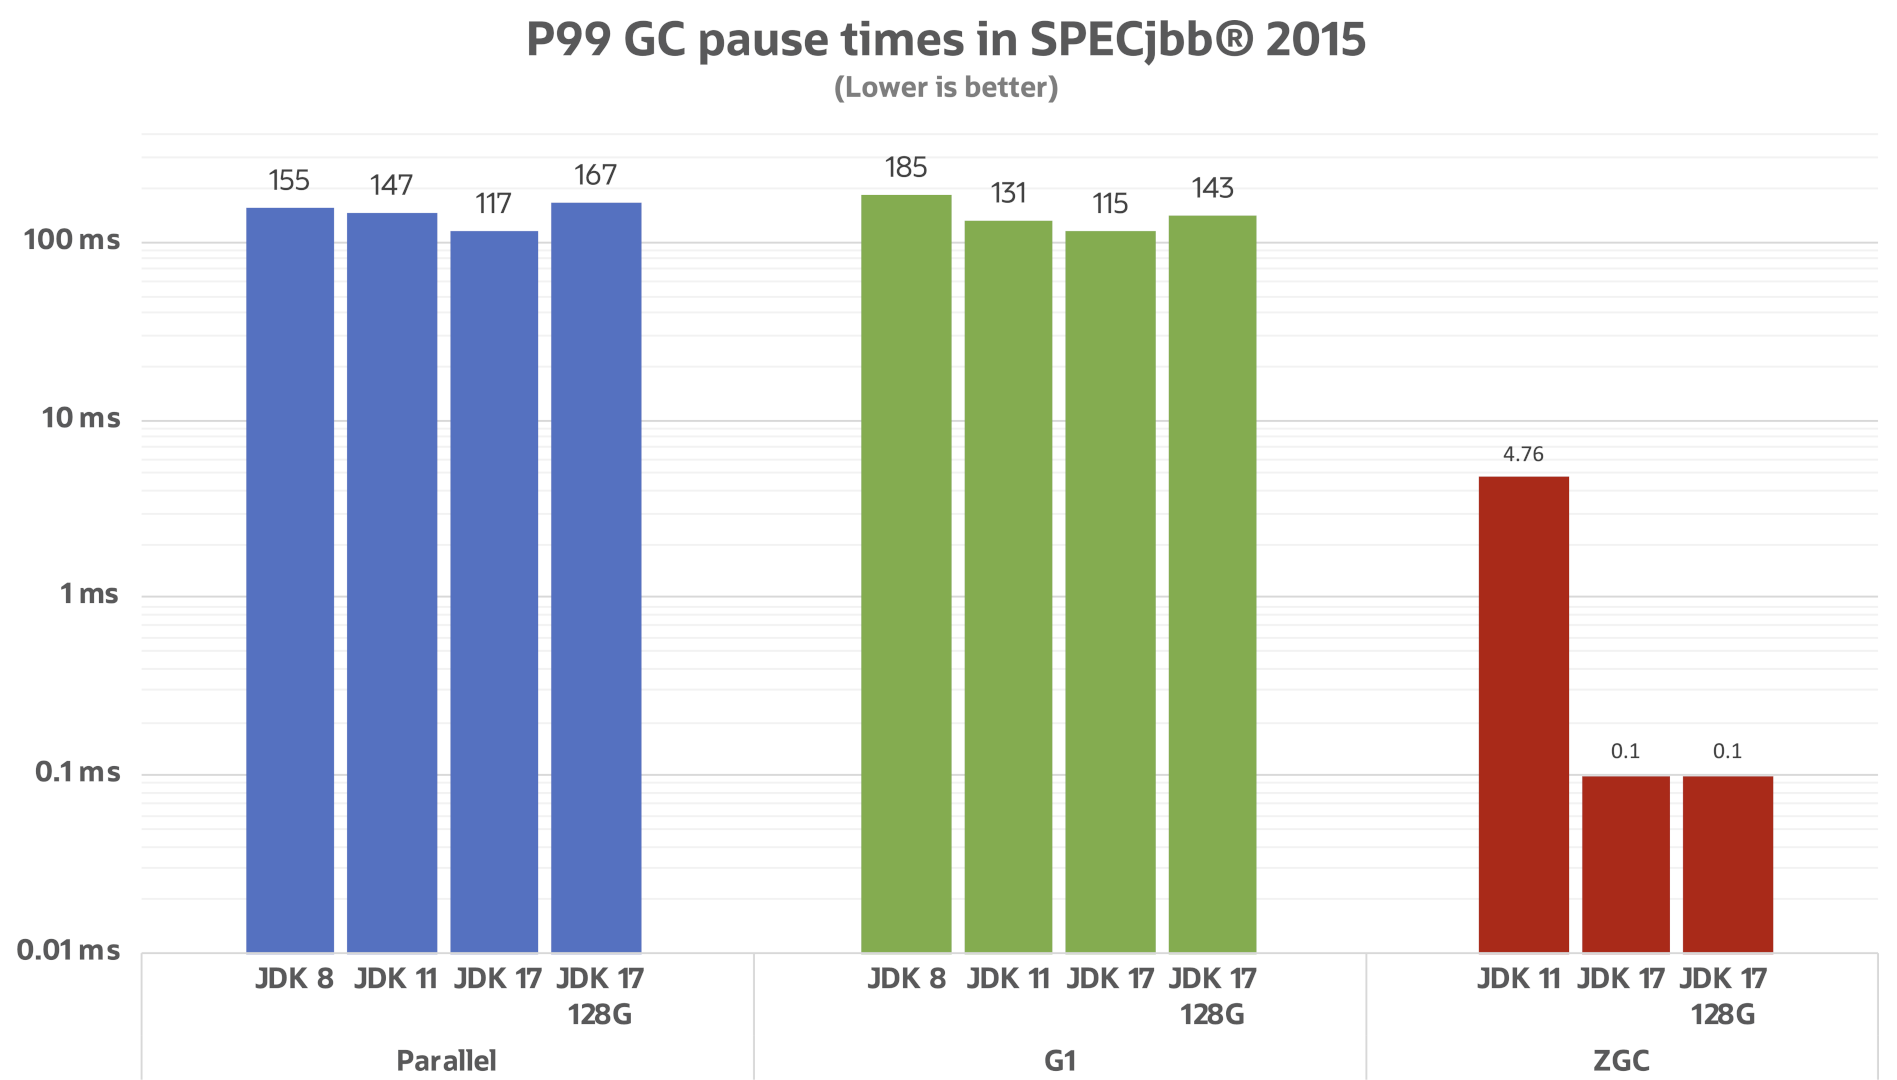 P99 GC pause times in SPECjbb® 2015
(Lower is better)
155
147
117
167
185
131
115
143
4.76
0.1
0.1
100 ms
10 ms
1 ms
0.1 ms
0.01 ms
JDK 8
JDK 11
JDK 17
JDK 17
128G
JDK 8
JDK 11
JDK 17
JDK 17
128G
JDK 11
JDK 17
JDK 17
128G
Parallel
G1
ZGC